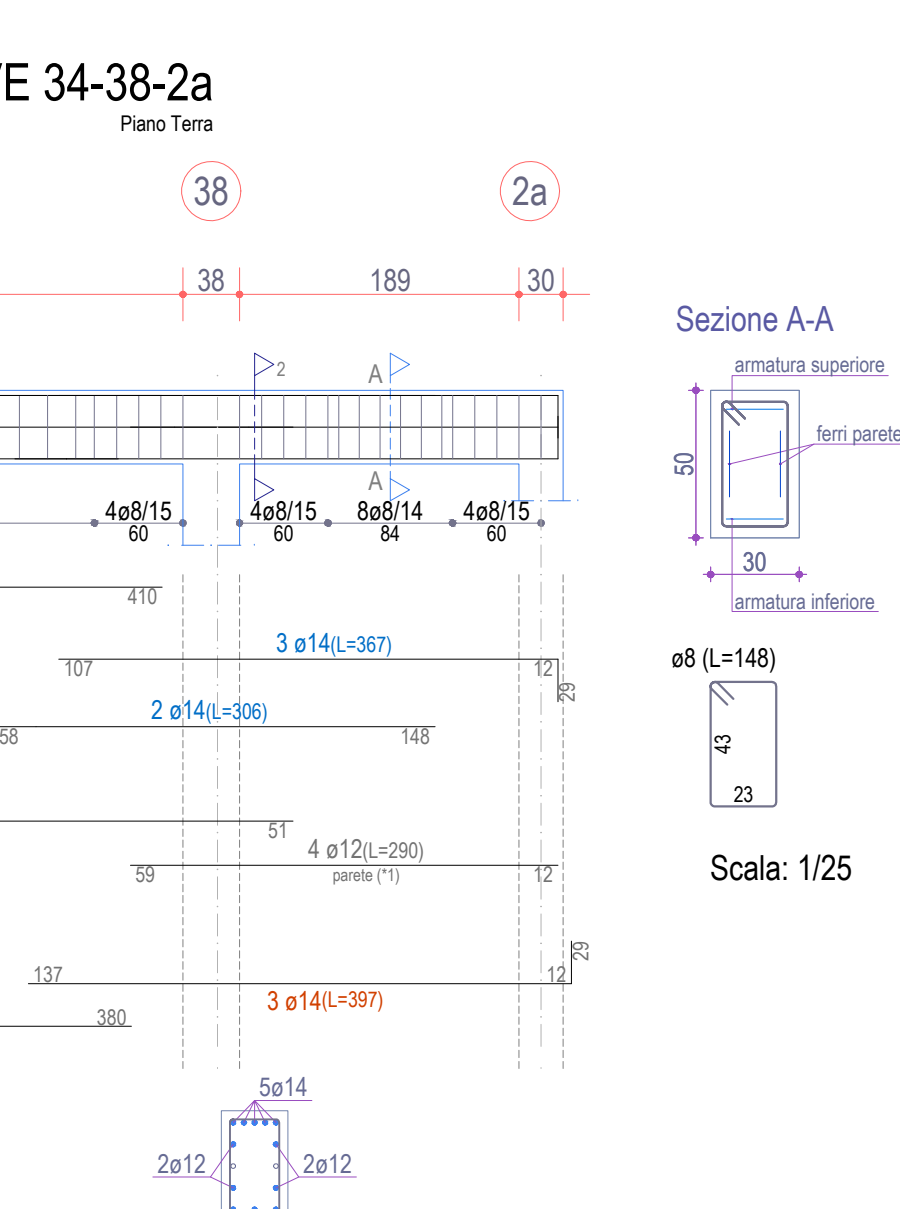 E 34-38-2a
Piano Terra
38
2a
38
189
30
Sezione A-A
2
A
armatura superiore
ferri parete
50
A
4ø8/15
60
4ø8/15
60
8ø8/14
84
4ø8/15
60
30
armatura inferiore
410
3 ø14(L=367)
107
12
29
ø8 (L=148)
2 ø14(L=306)
58
148
43
23
51
4 ø12(L=290)
59
parete (*1)
12
Scala: 1/25
29
137
12
3 ø14(L=397)
380
5ø14
2ø12
2ø12